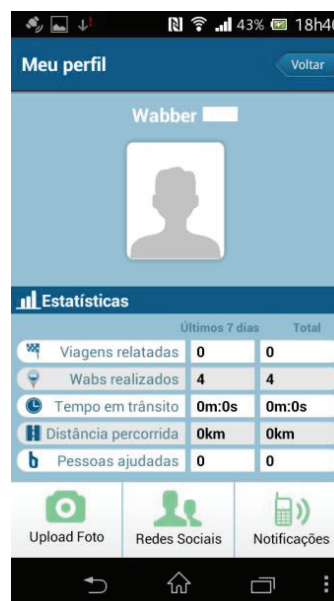 43% 18h40
Meu perfil Voltar
Wabber
Estatísticas
Últimos 7 dias Total
Viagens relatadas 0 0
Wabs realizados 4 4
Tempo em trânsito 0m:0s 0m:0s
Distância percorrida 0km 0km
b Pessoas ajudadas 0 0
Upload Foto Redes Sociais Notificações